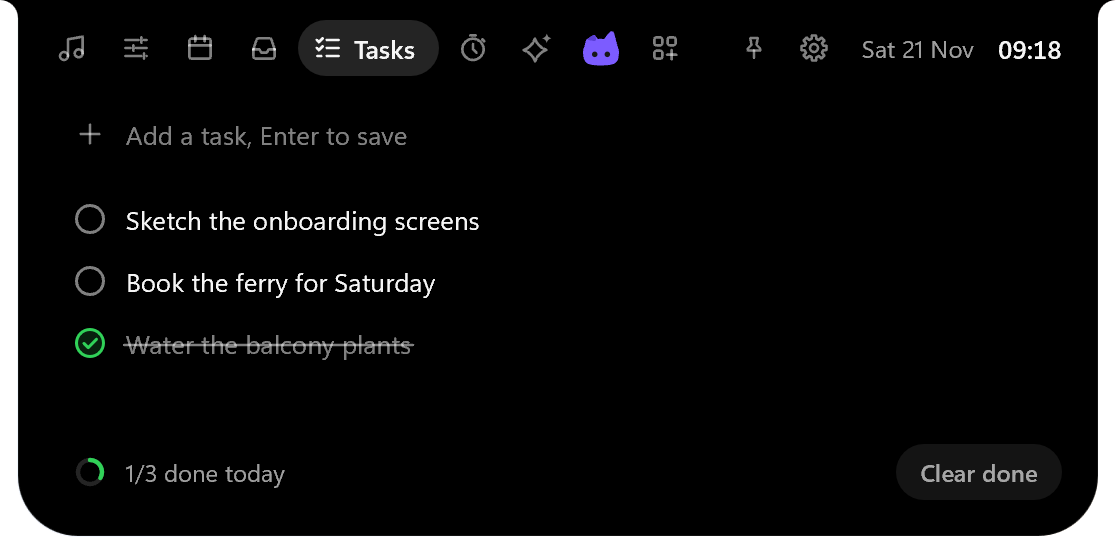 Tasks Sat 21 Nov 09:18
Add a task, Enter to save
Sketch the onboarding screens
Book the ferry for Saturday
Water the balcony plants
1/3 done today Clear done